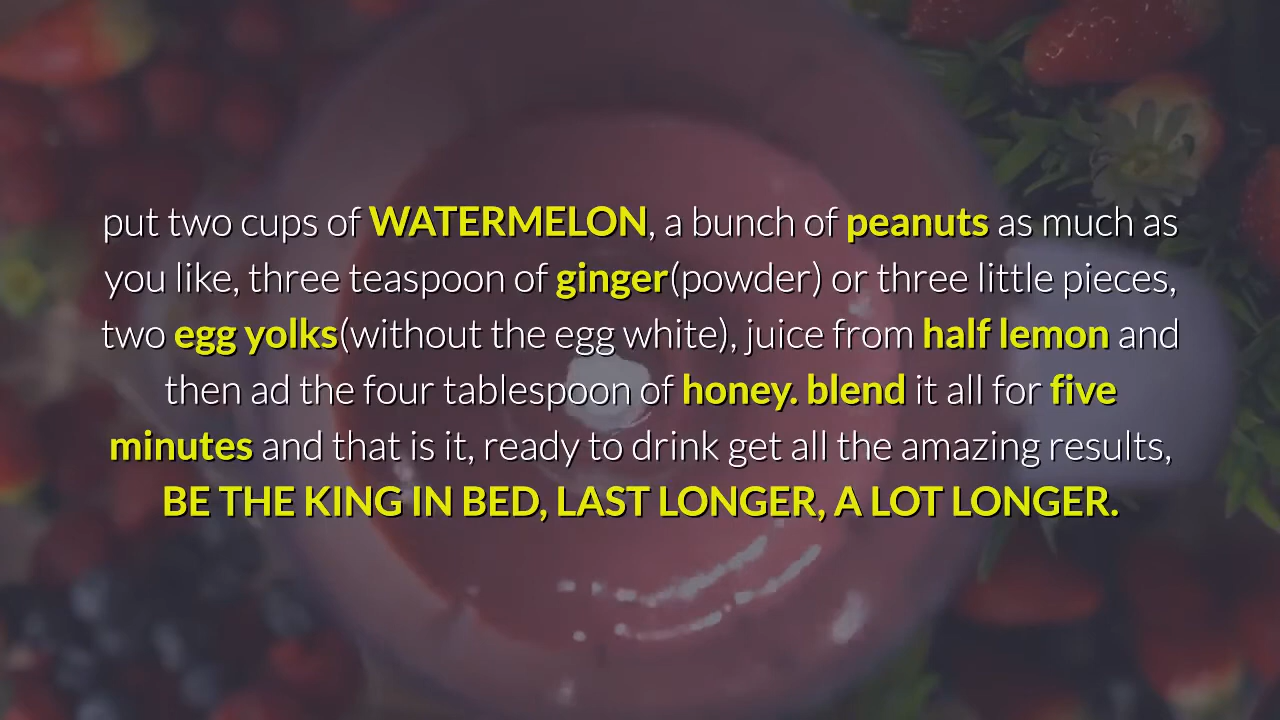 put two cups of WATERMELON, a bunch of peanuts as much as
you like, three teaspoon of ginger(powder) or three little pieces,
two egg yolks(without the egg white), juice from half lemon and
then ad the four tablespoon of honey. blend it all for five
minutes and that is it, ready to drink get all the amazing results,
BE THE KING IN BED, LAST LONGER, A LOT LONGER.